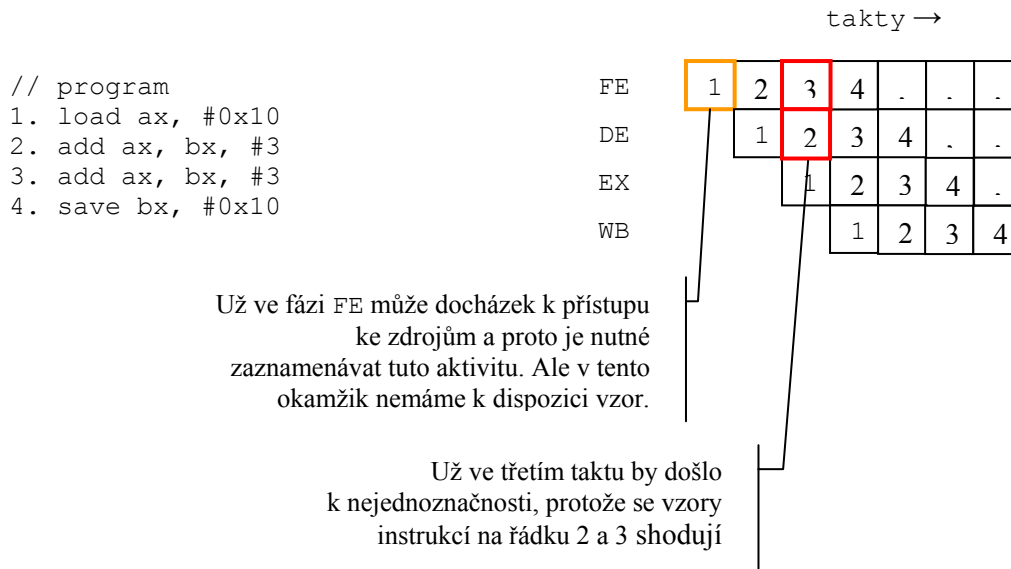 takty →
// program
1. load ax, #0x10
2. add ax, bx, #3
3. add ax, bx, #3
4. save bx, #0x10
FE 1 2 3 4 . . .
DE 1 2 3 4 . .
EX 1 2 3 4 .
WB 1 2 3 4
Už ve fázi FE může docházek k přístupu
ke zdrojům a proto je nutné
zaznamenávat tuto aktivitu. Ale v tento
okamžik nemáme k dispozici vzor.
Už ve třetím taktu by došlo
k nejednoznačnosti, protože se vzory
instrukcí na řádku 2 a 3 shodují